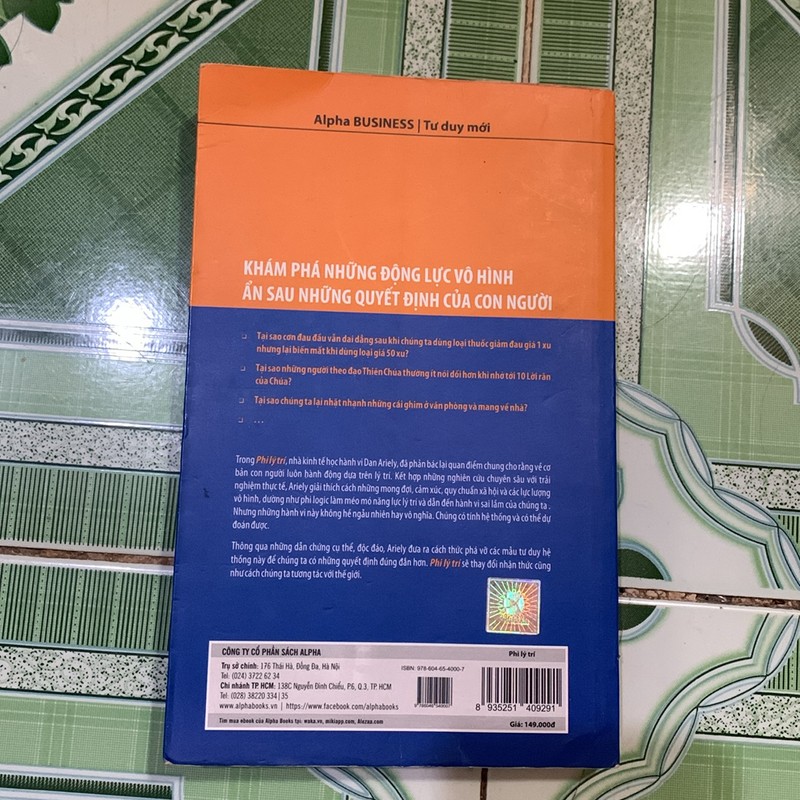 Alpha BUSINESS | Tư duy mới
KHÁM PHÁ NHỮNG ĐỘNG LỰC VÔ HÌNH
ẨN SAU NHỮNG QUYẾT ĐỊNH CỦA CON NGƯỜI
Tại sao cơn đau đầu vẫn dai dẳng sau khi chúng ta dùng loại thuốc giảm đau giá 1 xu
nhưng lại biến mất khi dùng loại giá 50 xu?
Tại sao những người theo đạo Thiên Chúa thường ít nói dối hơn khi nhớ tới 10 Lời răn
của Chúa?
Tại sao chúng ta lại nhặt nhạnh những cái ghim ở văn phòng và mang về nhà?
...
Trong Phi lý trí, nhà kinh tế học hành vi Dan Ariely, đã phản bác lại quan điểm chung cho rằng về cơ
bản con người luôn hành động dựa trên lý trí. Kết hợp những nghiên cứu chuyên sâu với trải
nghiệm thực tế, Ariely giải thích cách những mong đợi, cảm xúc, quy chuẩn xã hội và các lực lượng
vô hình, dường như phi logic làm méo mó năng lực lý trí và dẫn đến hành vi sai lầm của chúng ta .
Nhưng những hành vi này không hề ngẫu nhiên hay vô nghĩa. Chúng có tính hệ thống và có thể dự
đoán được.
Thông qua những dẫn chứng cụ thể, độc đáo, Ariely đưa ra cách thức phá vỡ các mẫu tư duy hệ
thống này để chúng ta có những quyết định đúng đắn hơn. Phi lý trí sẽ thay đổi nhận thức cũng
như cách chúng ta tương tác với thế giới.
CÔNG TY CỔ PHẦN SÁCH ALPHA
Trụ sở chính: 176 Thái Hà, Đống Đa, Hà Nội
Tel: (024) 3722 62 34
Chi nhánh TP. HCM: 138C Nguyễn Đình Chiểu, P.6, Q.3, TP. HCM
Tel: (028) 38220 334 | 35
www.alphabooks.vn | https://www.facebook.com/alphabooks
Tìm mua ebook của Alpha Books tại: waka.vn, mikiapp.com, Alezaa.com
Phi lý trí
ISBN: 978-604-65-4000-7
8 935251 409291
Giá: 149.000đ